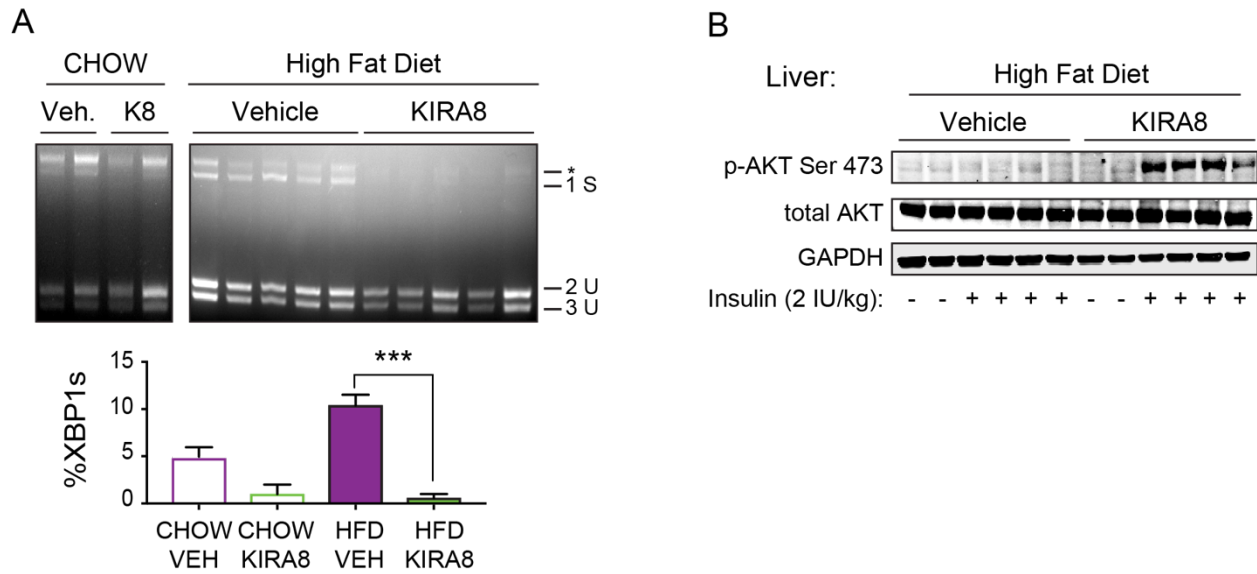 A
CHOW
High Fat Diet
Veh.
K8
Vehicle
KIRA8
*
1 S
2 U
3 U
***
15
10
5
0
%XBP1s
CHOW VEH
CHOW KIRA8
HFD VEH
HFD KIRA8
B
Liver:
High Fat Diet
Vehicle
KIRA8
p-AKT Ser 473
total AKT
GAPDH
Insulin (2 IU/kg): - - + + + + - - + + + +